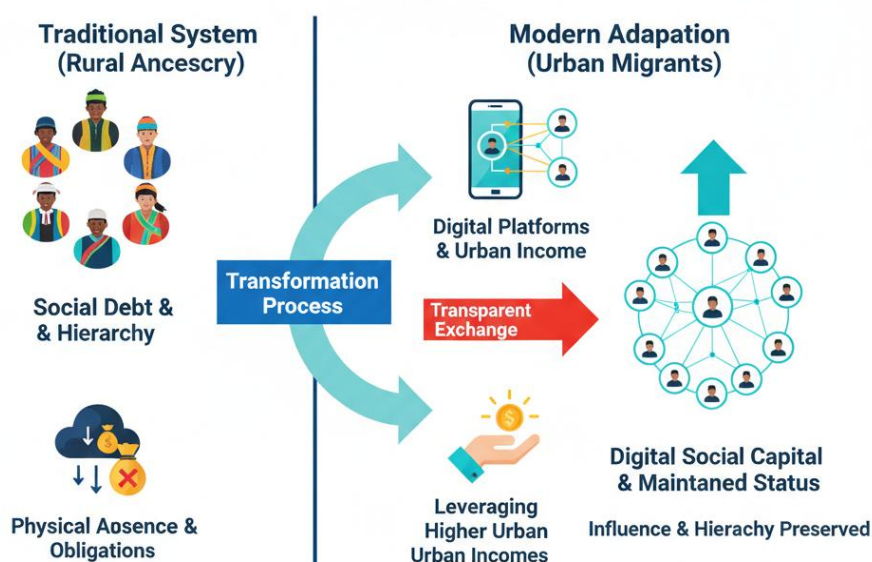 Traditional System
(Rural Ancescry)
Social Debt &
& Hierarchy
Physical Absence &
Obligations
Transformation
Process
Modern Adapation
(Urban Migrants)
Digital Platforms
& Urban Income
Transparent
Exchange
Leveraging
Higher Urban
Urban Incomes
Digital Social Capital
& Maintaned Status
Influence & Hierachy Preserved